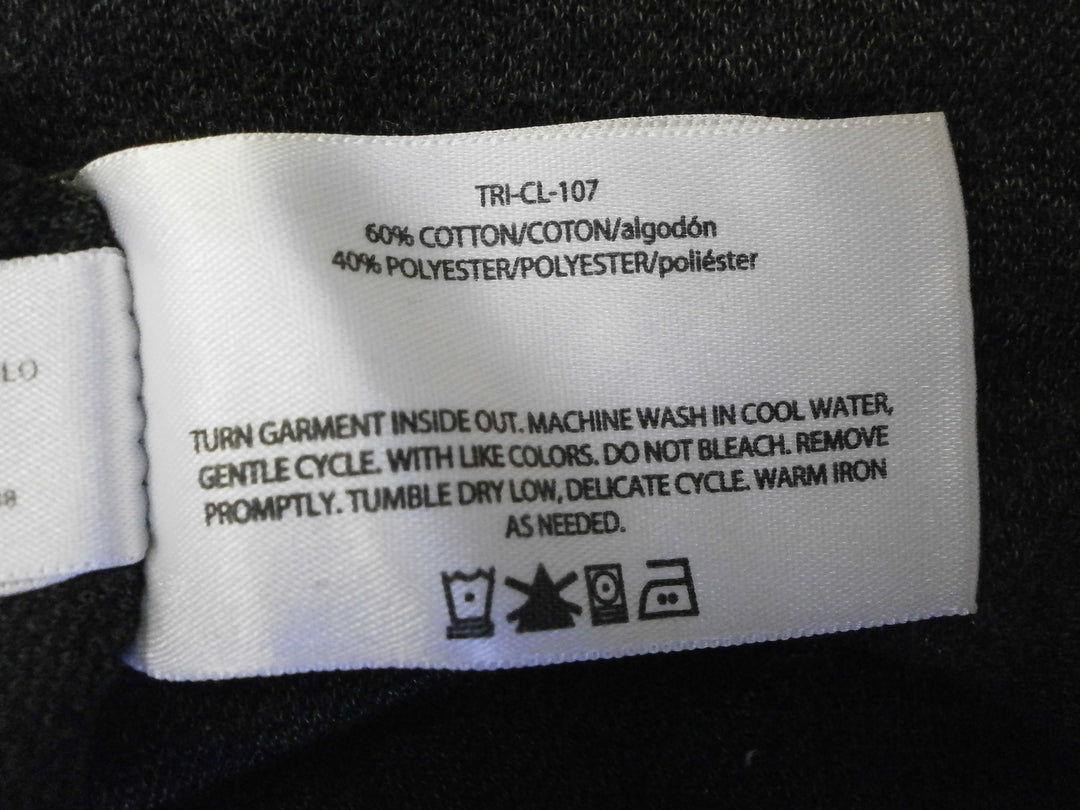 TRI-CL-107
60% COTTON/COTON/algodón
40% POLYESTER/POLYESTER/poliéster
TURN GARMENT INSIDE OUT. MACHINE WASH IN COOL WATER,
GENTLE CYCLE. WITH LIKE COLORS. DO NOT BLEACH. REMOVE
PROMPTLY. TUMBLE DRY LOW, DELICATE CYCLE. WARM IRON
AS NEEDED.
LO